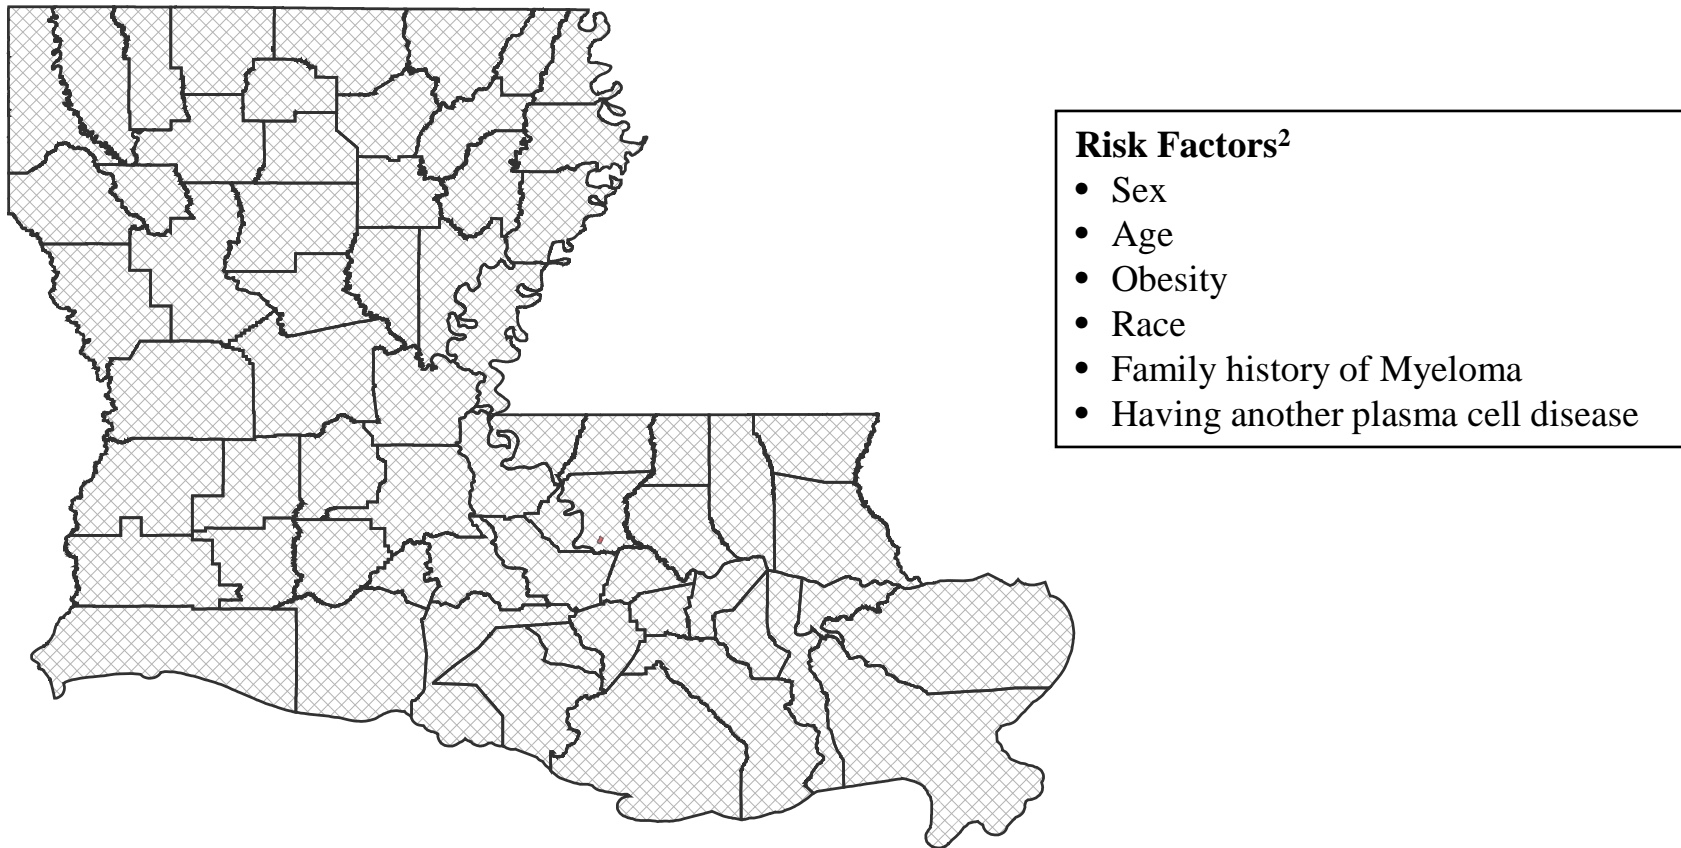 Risk Factors²
• Sex
• Age
• Obesity
• Race
• Family history of Myeloma
• Having another plasma cell disease